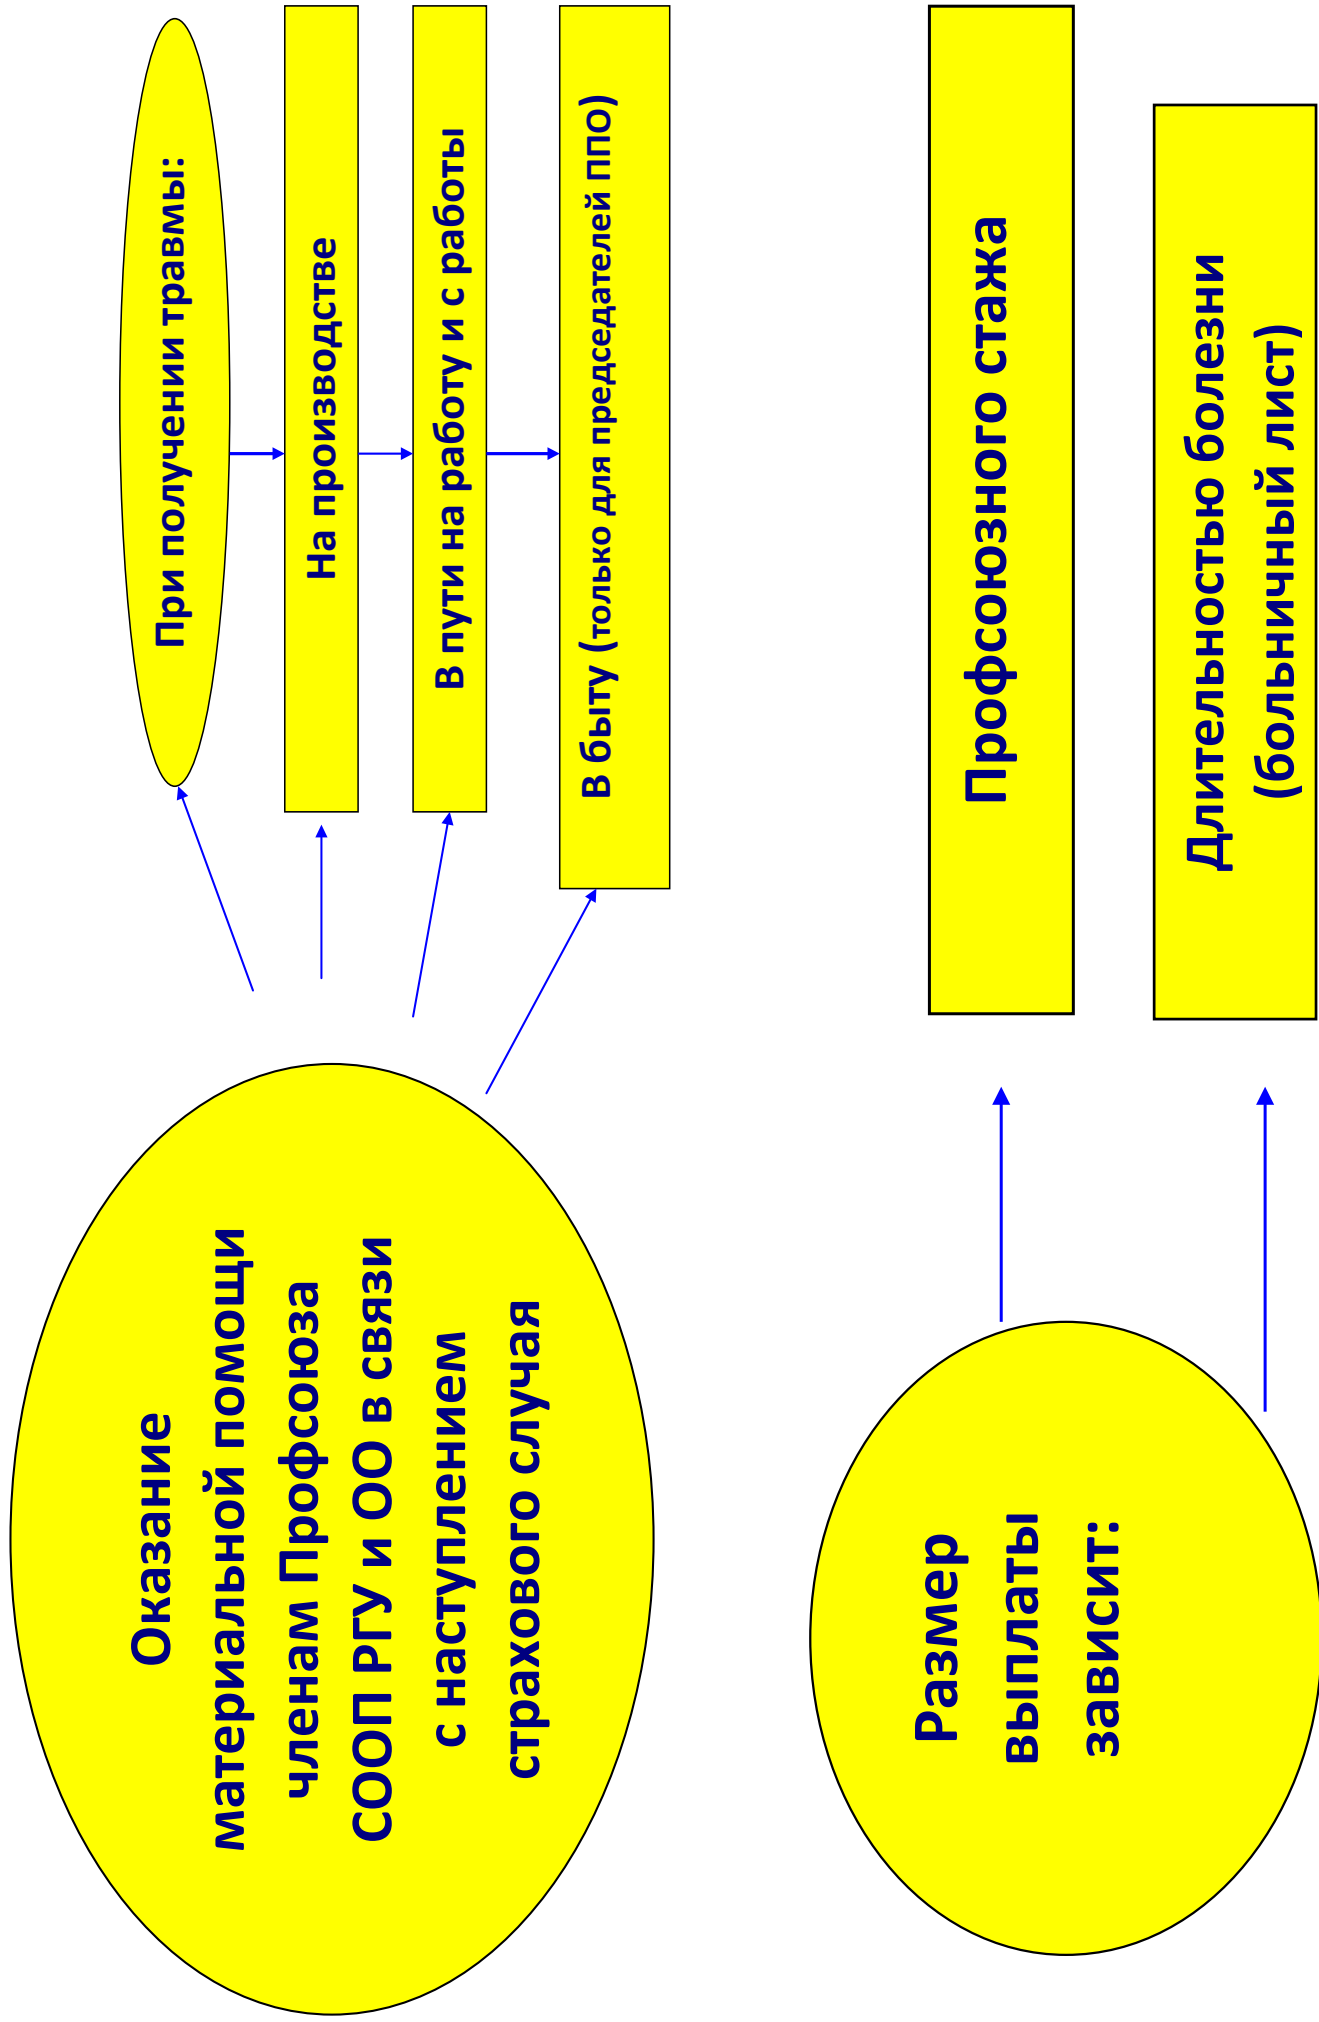 Оказание
материальной помощи
членам Профсоюза
СООП РГУ и ОО в связи
с наступлением
страхового случая
При получении травмы:
На производстве
В пути на работу и с работы
В быту (только для председателей ППО)
Размер
выплаты
зависит:
Профсоюзного стажа
Длительностью болезни
(больничный лист)